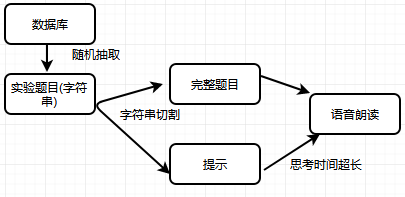 数据库
随机抽取
实验题目(字符
串)
完整题目
字符串切割
语音朗读
提示
思考时间超长